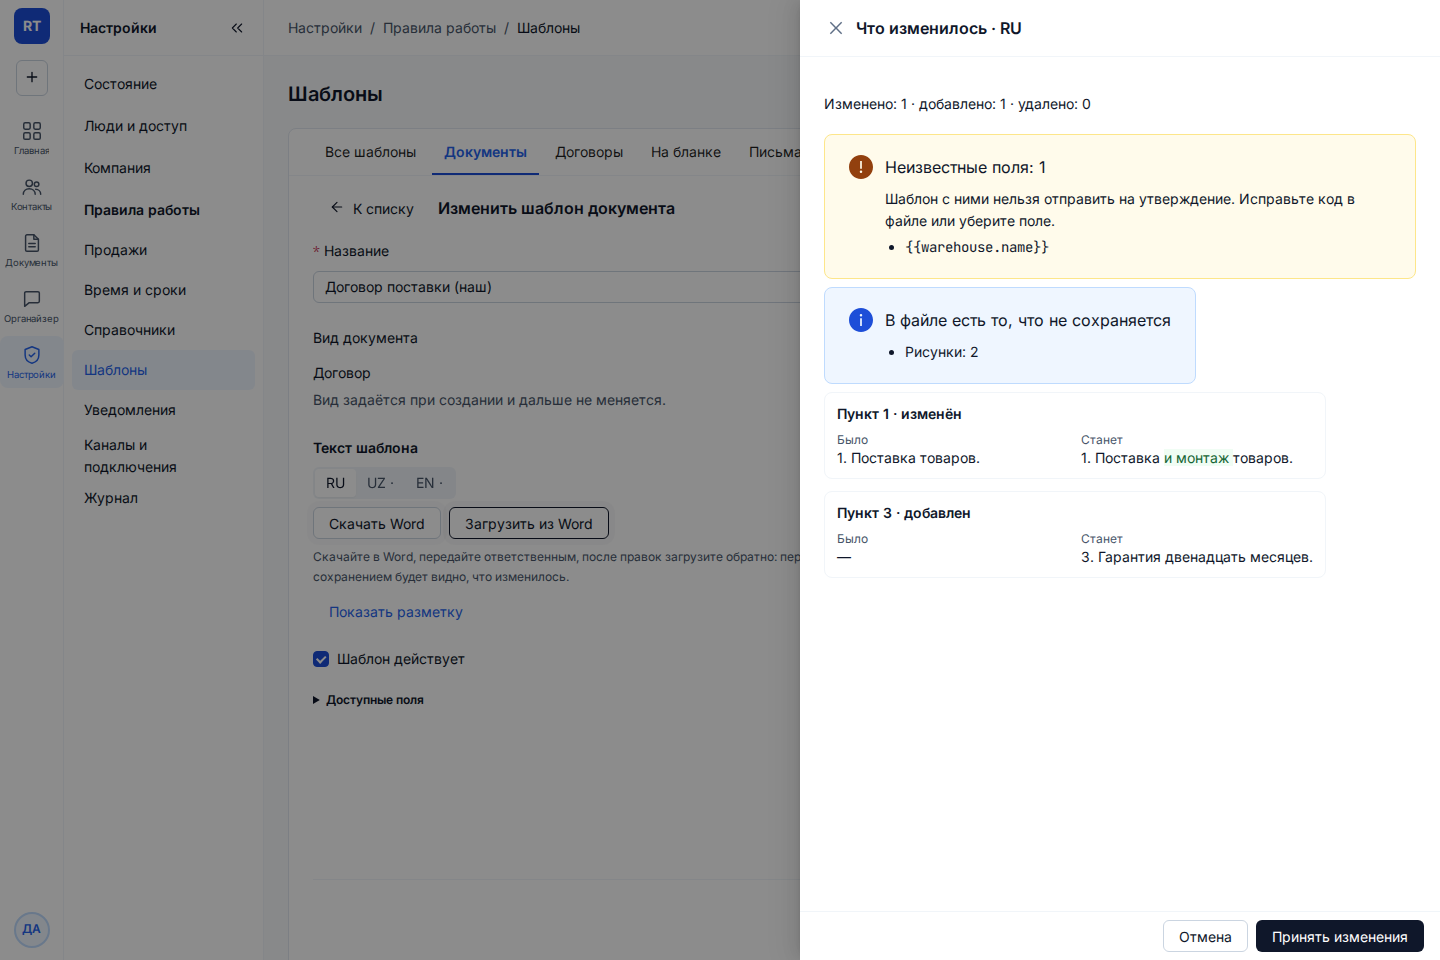 RT
Главная
Контакты
Документы
Органайзер
Настройки
ДА
Настройки
Состояние
Люди и доступ
Компания
Правила работы
Продажи
Время и сроки
Справочники
Шаблоны
Уведомления
Каналы и
подключения
Журнал
Настройки / Правила работы / Шаблоны
Шаблоны
Все шаблоны Документы Договоры На бланке Письма
К списку Изменить шаблон документа
* Название
Договор поставки (наш)
Вид документа
Договор
Вид задаётся при создании и дальше не меняется.
Текст шаблона
RU UZ · EN ·
Скачать Word Загрузить из Word
Скачайте в Word, передайте ответственным, после правок загрузите обратно: пер
сохранением будет видно, что изменилось.
Показать разметку
Шаблон действует
Доступные поля
Что изменилось · RU
Изменено: 1 · добавлено: 1 · удалено: 0
Неизвестные поля: 1
Шаблон с ними нельзя отправить на утверждение. Исправьте код в
файле или уберите поле.
• {{warehouse.name}}
В файле есть то, что не сохраняется
• Рисунки: 2
Пункт 1 · изменён
Было Станет
1. Поставка товаров. 1. Поставка и монтаж товаров.
Пункт 3 · добавлен
Было Станет
— 3. Гарантия двенадцать месяцев.
Отмена Принять изменения